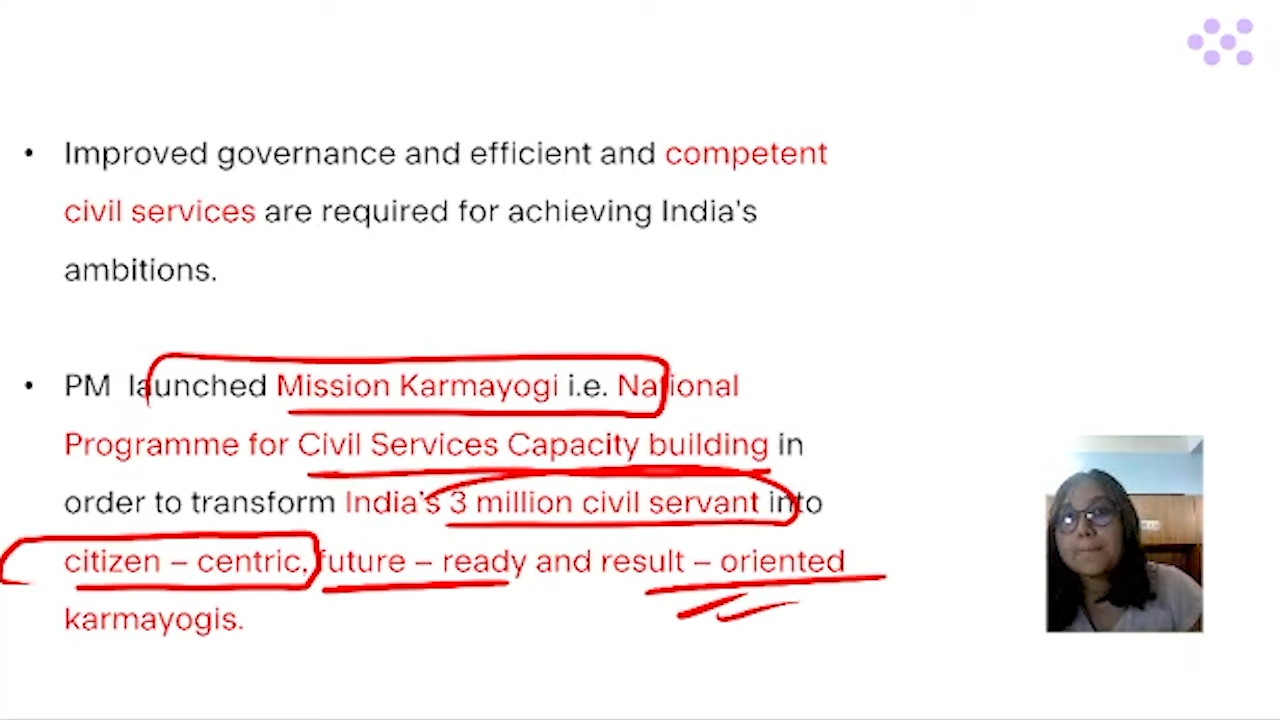 • Improved governance and efficient and competent
civil services are required for achieving India's
ambitions.
• PM launched Mission Karmayogi i.e. National
Programme for Civil Services Capacity building in
order to transform India's 3 million civil servant into
citizen – centric, future – ready and result – oriented
karmayogis.